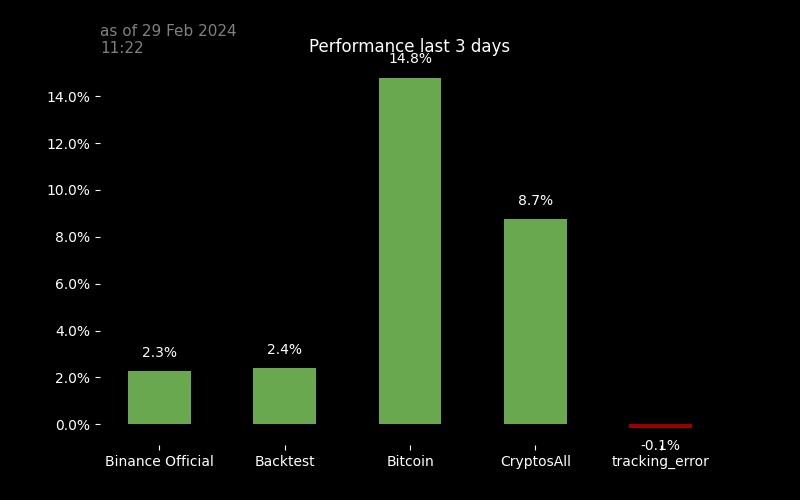 as of 29 Feb 2024
11:22
Performance last 3 days
14.8%
14.0%
12.0%
10.0%
8.7%
8.0%
6.0%
4.0%
2.3%
2.4%
2.0%
0.0%
-0.1%
Binance Official
Backtest
Bitcoin
CryptosAll
tracking_error